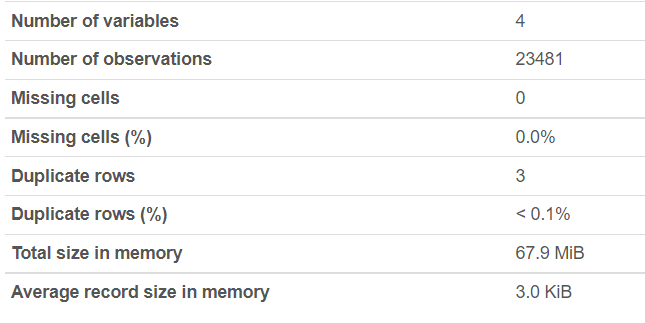 Number of variables 4
Number of observations 23481
Missing cells 0
Missing cells (%) 0.0%
Duplicate rows 3
Duplicate rows (%) < 0.1%
Total size in memory 67.9 MiB
Average record size in memory 3.0 KiB